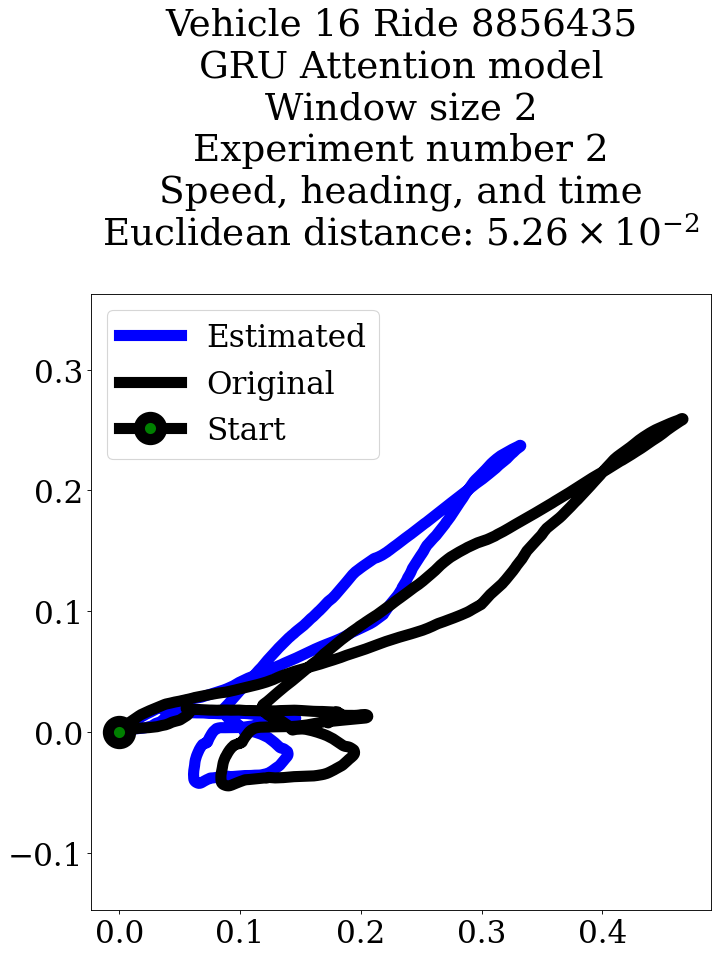 Vehicle 16 Ride 8856435
GRU Attention model
Window size 2
Experiment number 2
Speed, heading, and time
Euclidean distance: 5.26 × 10⁻²
Estimated
Original
Start
0.3
0.2
0.1
0.0
−0.1
0.0 0.1 0.2 0.3 0.4